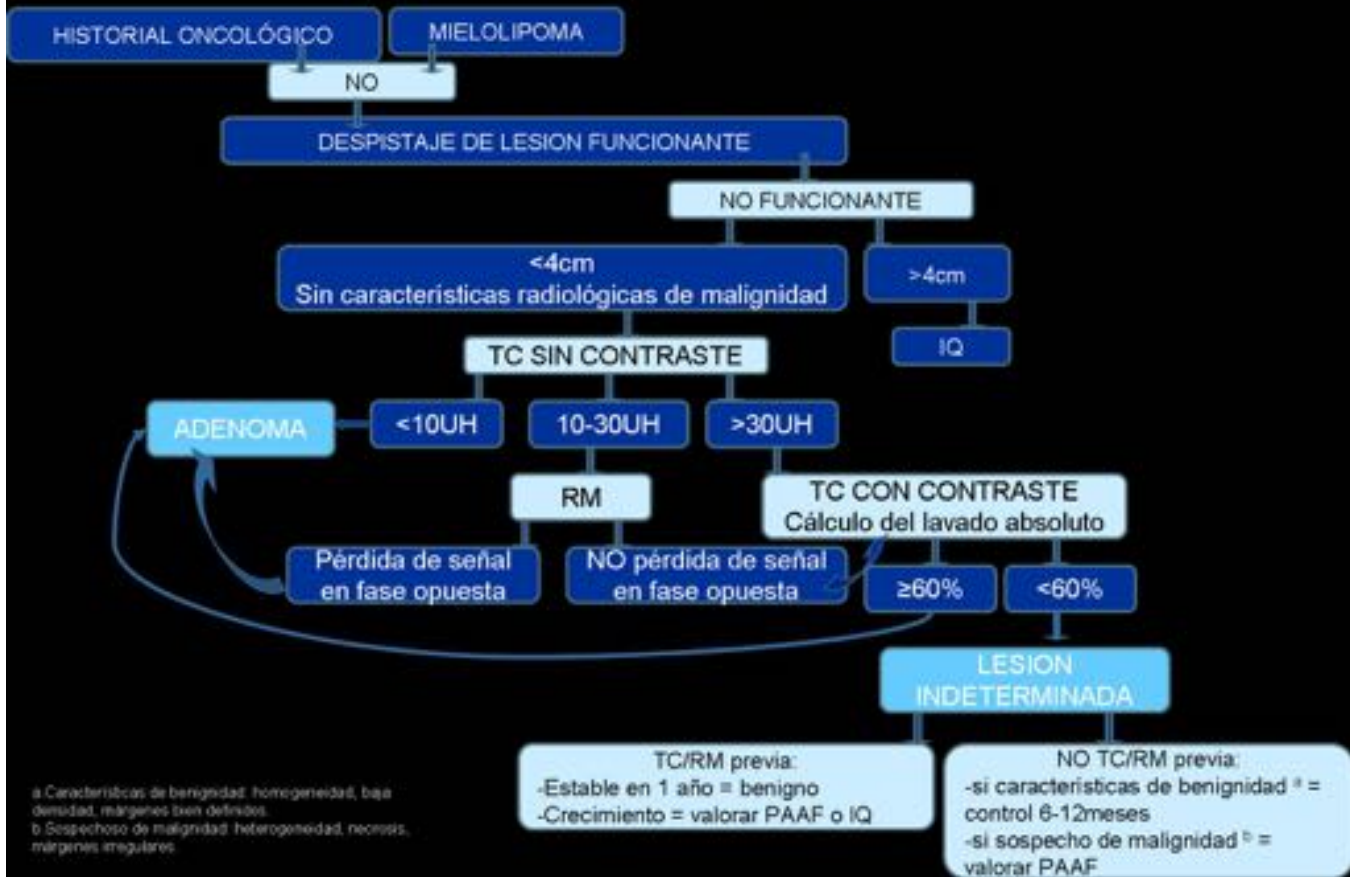 HISTORIAL ONCOLÓGICO
MIELOLIPOMA
NO
DESPISTAJE DE LESION FUNCIONANTE
NO FUNCIONANTE
<4cm
Sin características radiológicas de malignidad
>4cm
IQ
TC SIN CONTRASTE
ADENOMA
<10UH
10-30UH
>30UH
RM
TC CON CONTRASTE
Cálculo del lavado absoluto
Pérdida de señal
en fase opuesta
NO pérdida de señal
en fase opuesta
≥60%
<60%
LESION
INDETERMINADA
TC/RM previa:
-Estable en 1 año = benigno
-Crecimiento = valorar PAAF o IQ
NO TC/RM previa:
-si características de benignidad ª =
control 6-12meses
-si sospecho de malignidad ᵇ =
valorar PAAF
a.Características de benignidad: homogeneidad, baja
densidad, márgenes bien definidos.
b.Sospechoso de malignidad: heterogeneidad, necrosis,
márgenes irregulares.